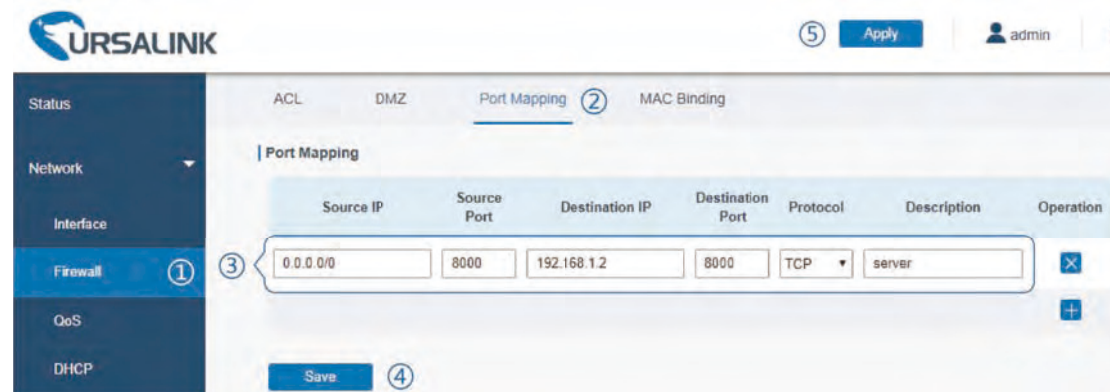 URSALINK
⑤ Apply admin
Status
ACL DMZ Port Mapping ② MAC Binding
Network
Port Mapping
Source IP Source Port Destination IP Destination Port Protocol Description Operation
Interface
Firewall ①
③ 0.0.0.0/0 8000 192.168.1.2 8000 TCP server
QoS
DHCP
Save ④